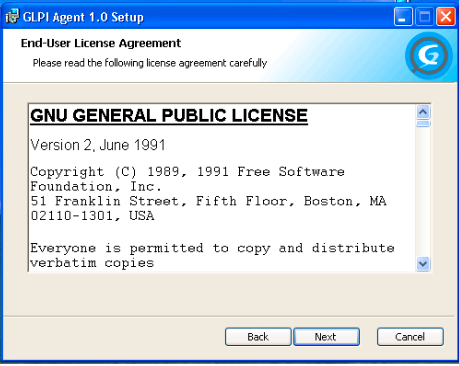 GLPI Agent 1.0 Setup
End-User License Agreement
Please read the following license agreement carefully
GNU GENERAL PUBLIC LICENSE
Version 2, June 1991
Copyright (C) 1989, 1991 Free Software
Foundation, Inc.
51 Franklin Street, Fifth Floor, Boston, MA
02110-1301, USA
Everyone is permitted to copy and distribute
verbatim copies
Back Next Cancel